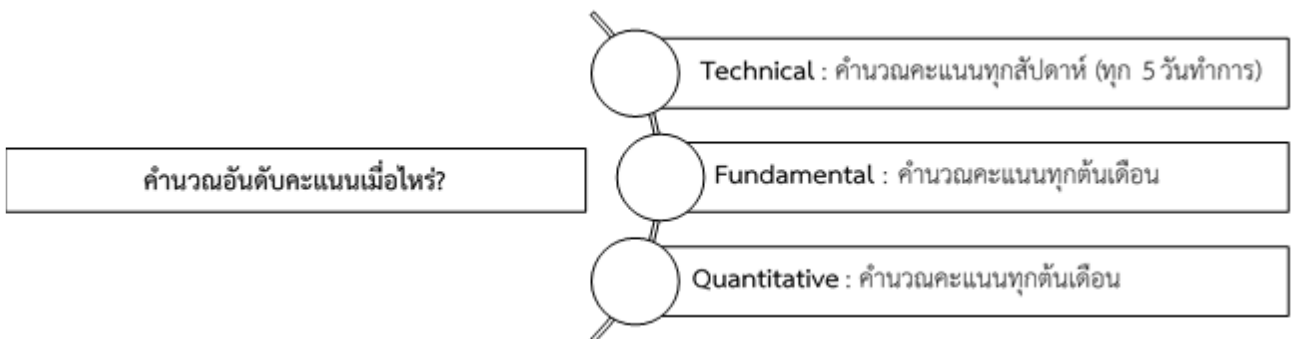 คำนวณอันดับคะแนนเมื่อไหร่?
Technical : คำนวณคะแนนทุกสัปดาห์ (ทุก 5 วันทำการ)
Fundamental : คำนวณคะแนนทุกต้นเดือน
Quantitative : คำนวณคะแนนทุกต้นเดือน